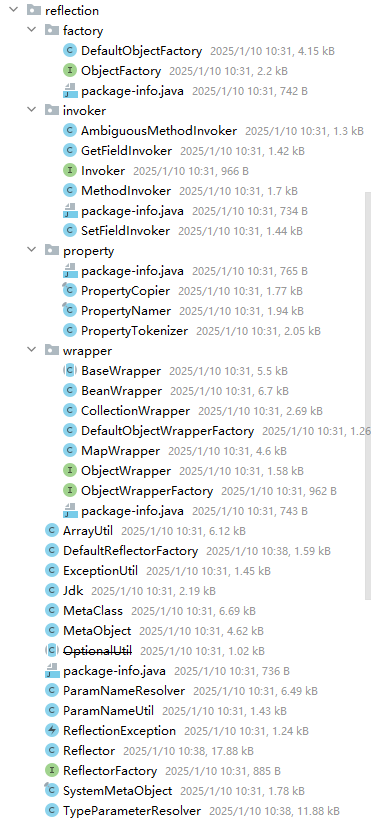 reflection
factory
DefaultObjectFactory 2025/1/10 10:31, 4.15 kB
ObjectFactory 2025/1/10 10:31, 2.2 kB
package-info.java 2025/1/10 10:31, 742 B
invoker
AmbiguousMethodInvoker 2025/1/10 10:31, 1.3 kB
GetFieldInvoker 2025/1/10 10:31, 1.42 kB
Invoker 2025/1/10 10:31, 966 B
MethodInvoker 2025/1/10 10:31, 1.7 kB
package-info.java 2025/1/10 10:31, 734 B
SetFieldInvoker 2025/1/10 10:31, 1.44 kB
property
package-info.java 2025/1/10 10:31, 765 B
PropertyCopier 2025/1/10 10:31, 1.77 kB
PropertyNamer 2025/1/10 10:31, 1.94 kB
PropertyTokenizer 2025/1/10 10:31, 2.05 kB
wrapper
BaseWrapper 2025/1/10 10:31, 5.5 kB
BeanWrapper 2025/1/10 10:31, 6.7 kB
CollectionWrapper 2025/1/10 10:31, 2.69 kB
DefaultObjectWrapperFactory 2025/1/10 10:31, 1.26
MapWrapper 2025/1/10 10:31, 4.6 kB
ObjectWrapper 2025/1/10 10:31, 1.58 kB
ObjectWrapperFactory 2025/1/10 10:31, 962 B
package-info.java 2025/1/10 10:31, 743 B
ArrayUtil 2025/1/10 10:31, 6.12 kB
DefaultReflectorFactory 2025/1/10 10:38, 1.59 kB
ExceptionUtil 2025/1/10 10:31, 1.45 kB
Jdk 2025/1/10 10:31, 2.19 kB
MetaClass 2025/1/10 10:31, 6.69 kB
MetaObject 2025/1/10 10:31, 4.62 kB
OptionalUtil 2025/1/10 10:31, 1.02 kB
package-info.java 2025/1/10 10:31, 736 B
ParamNameResolver 2025/1/10 10:31, 6.49 kB
ParamNameUtil 2025/1/10 10:31, 1.43 kB
ReflectionException 2025/1/10 10:31, 1.24 kB
Reflector 2025/1/10 10:38, 17.88 kB
ReflectorFactory 2025/1/10 10:31, 885 B
SystemMetaObject 2025/1/10 10:31, 1.78 kB
TypeParameterResolver 2025/1/10 10:38, 11.88 kB